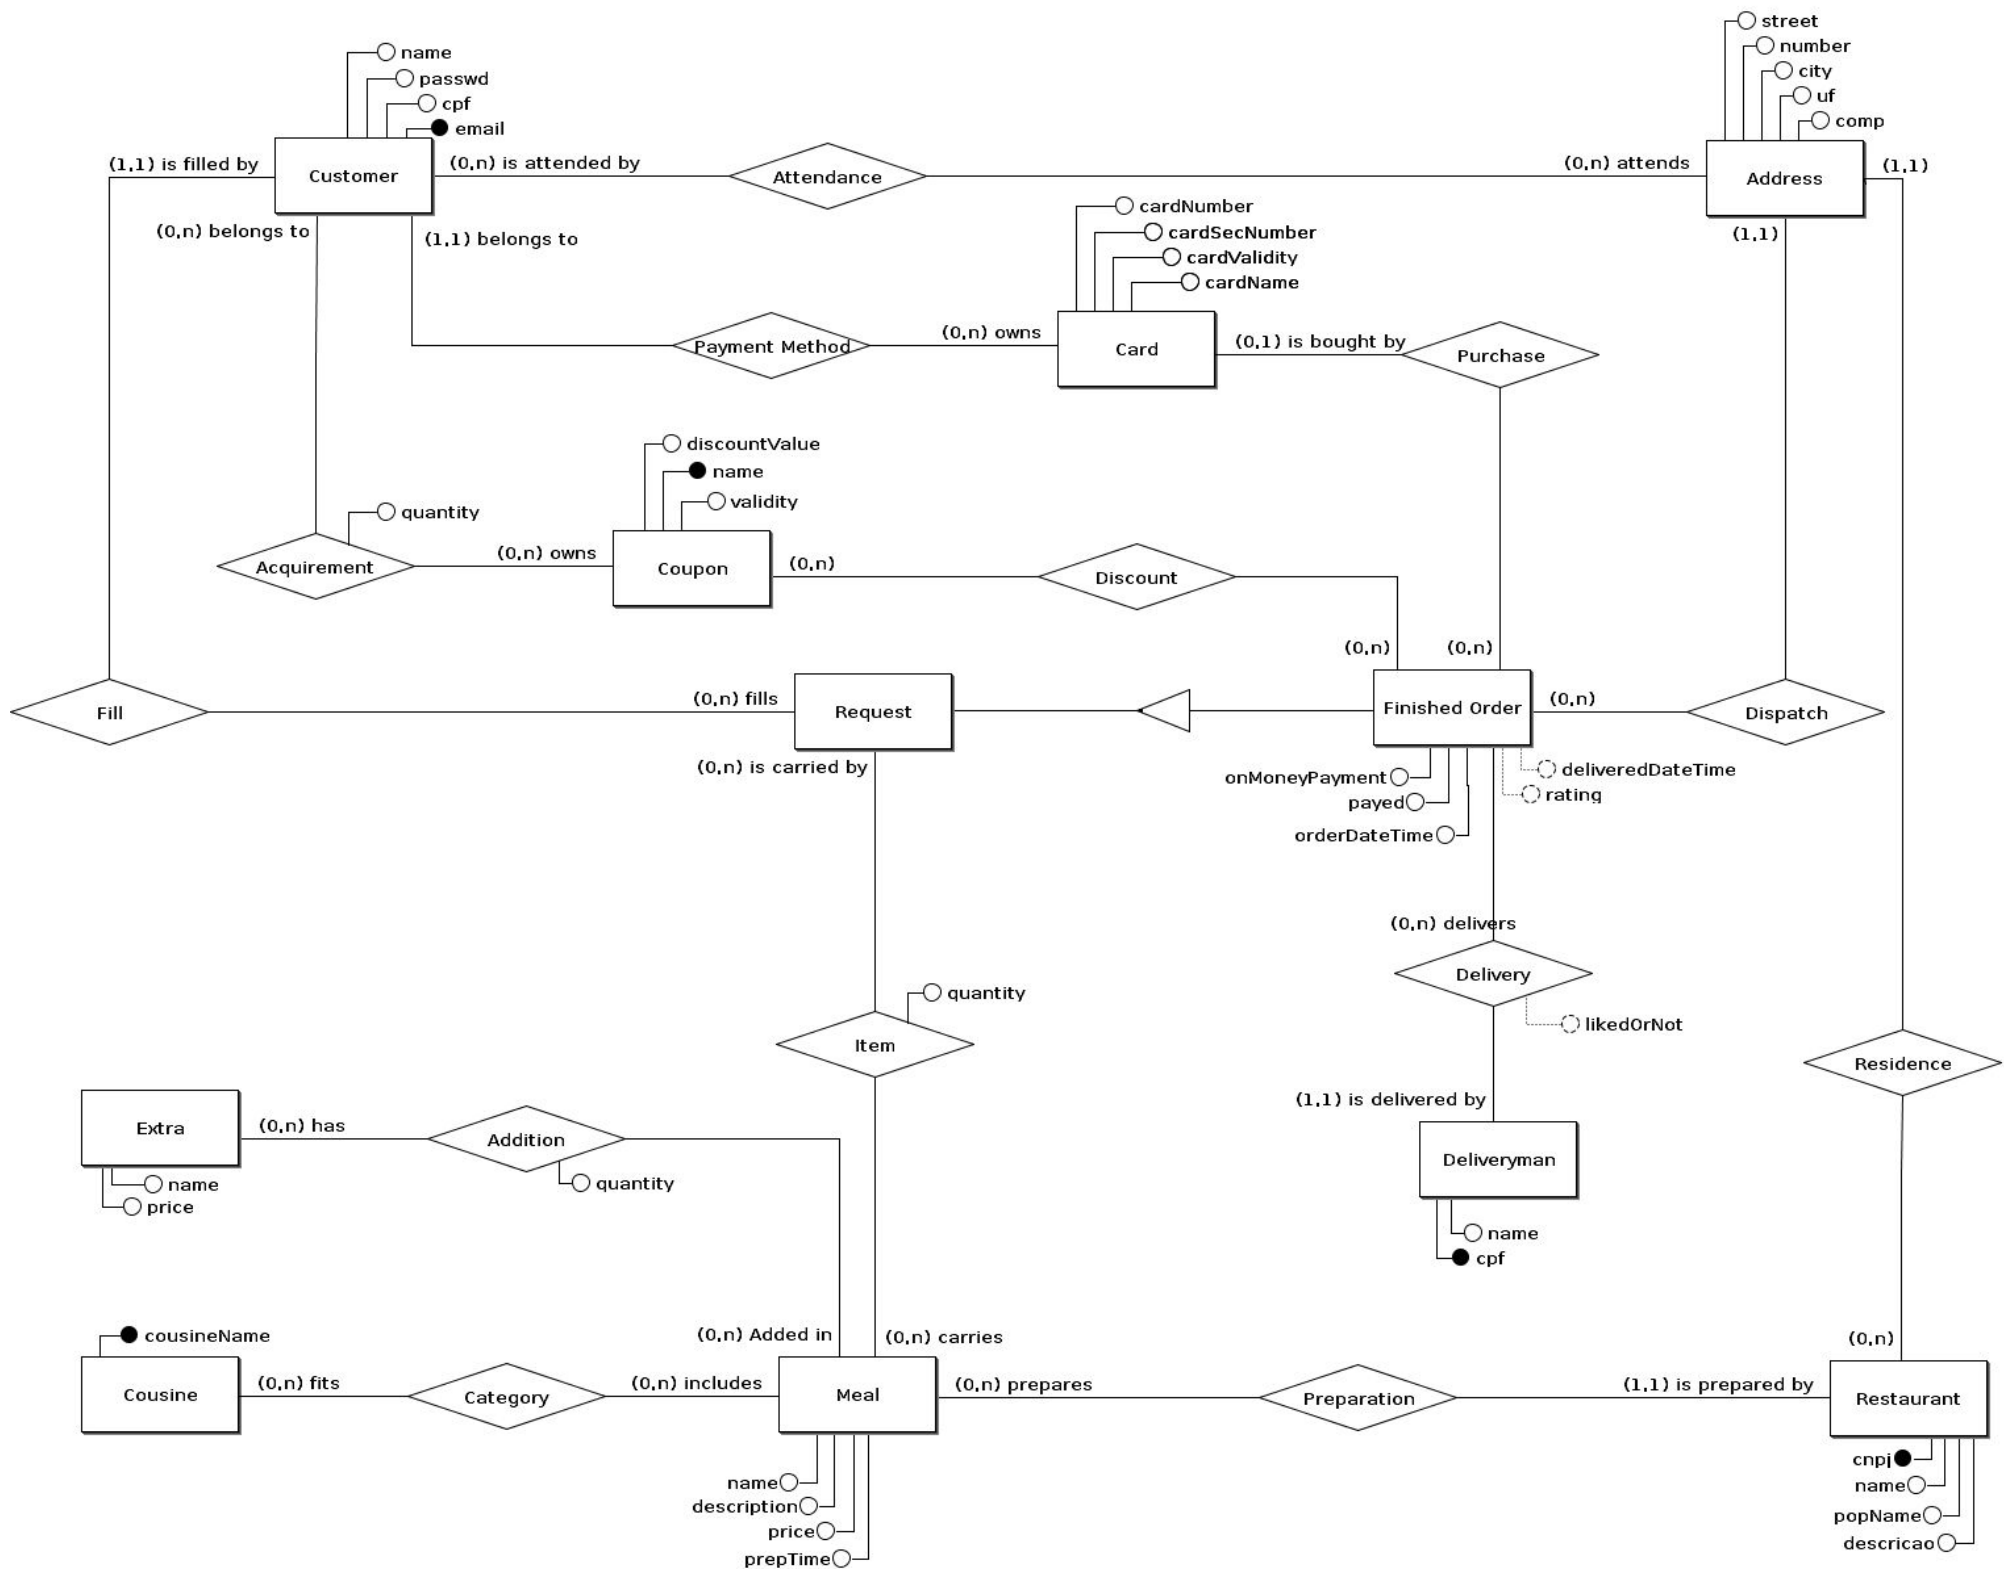 street
number
city
uf
comp
name
passwd
cpf
email
(1,1) is filled by
Customer
(0,n) is attended by
Attendance
(0,n) attends
Address
(1,1)
(0,n) belongs to
(1,1) belongs to
(1,1)
cardNumber
cardSecNumber
cardValidity
cardName
Payment Method
(0,n) owns
Card
(0,1) is bought by
Purchase
discountValue
name
validity
quantity
Acquirement
(0,n) owns
Coupon
(0,n)
Discount
(0,n)
(0,n)
Fill
(0,n) fills
Request
Finished Order
(0,n)
Dispatch
(0,n) is carried by
onMoneyPayment
payed
orderDateTime
deliveredDateTime
rating
(0,n) delivers
Delivery
likedOrNot
quantity
Item
Residence
(1,1) is delivered by
Deliveryman
name
cpf
Extra
(0,n) has
Addition
quantity
name
price
cousineName
(0,n) Added in
(0,n) carries
(0,n)
Cousine
(0,n) fits
Category
(0,n) includes
Meal
(0,n) prepares
Preparation
(1,1) is prepared by
Restaurant
name
description
price
prepTime
cnpj
name
popName
descricao